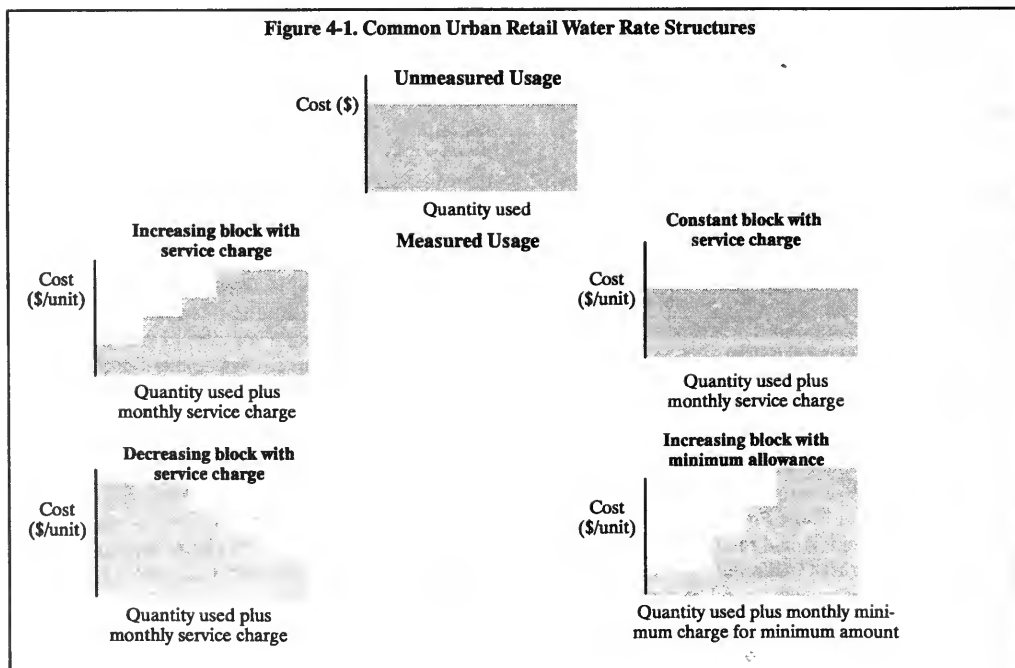 Figure 4-1. Common Urban Retail Water Rate Structures
Unmeasured Usage
Cost ($)
Quantity used
Measured Usage
Increasing block with
service charge
Cost
($/unit)
Quantity used plus
monthly service charge
Constant block with
service charge
Cost
($/unit)
Quantity used plus
monthly service charge
Decreasing block with
service charge
Cost
($/unit)
Quantity used plus
monthly service charge
Increasing block with
minimum allowance
Cost
($/unit)
Quantity used plus monthly mini-
mum charge for minimum amount